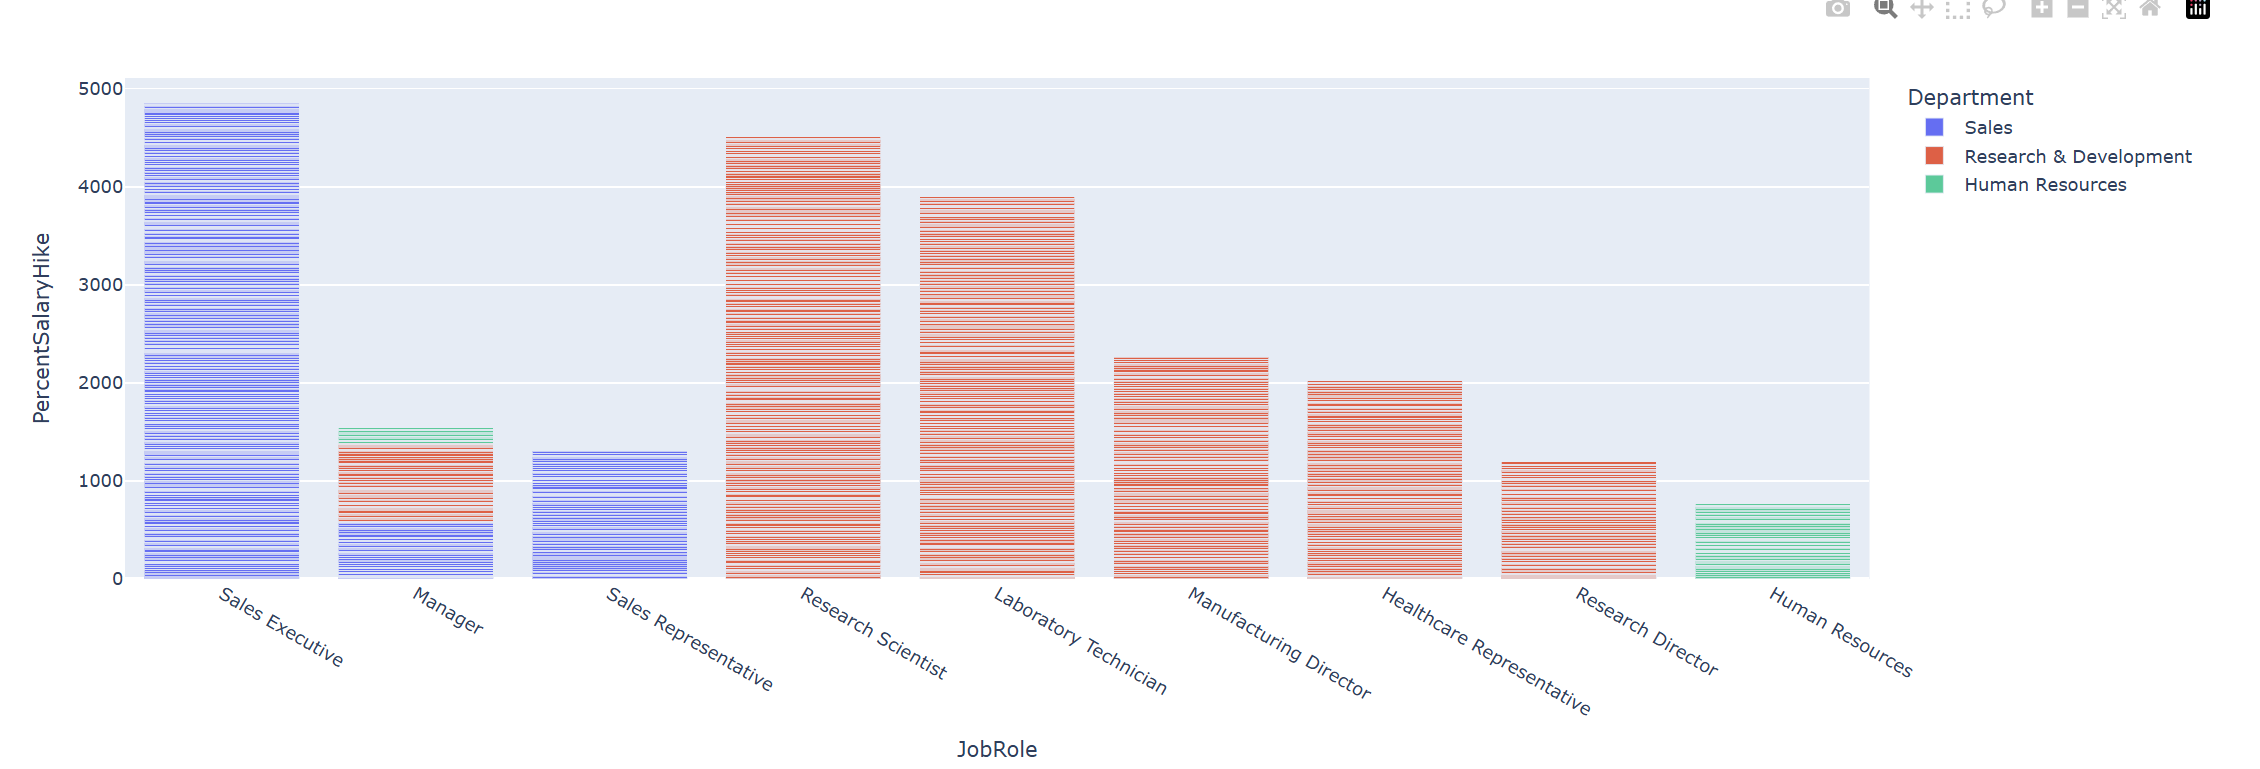 PercentSalaryHike
5000
4000
3000
2000
1000
0
Sales Executive
Manager
Sales Representative
Research Scientist
Laboratory Technician
Manufacturing Director
Healthcare Representative
Research Director
Human Resources
JobRole
Department
Sales
Research & Development
Human Resources